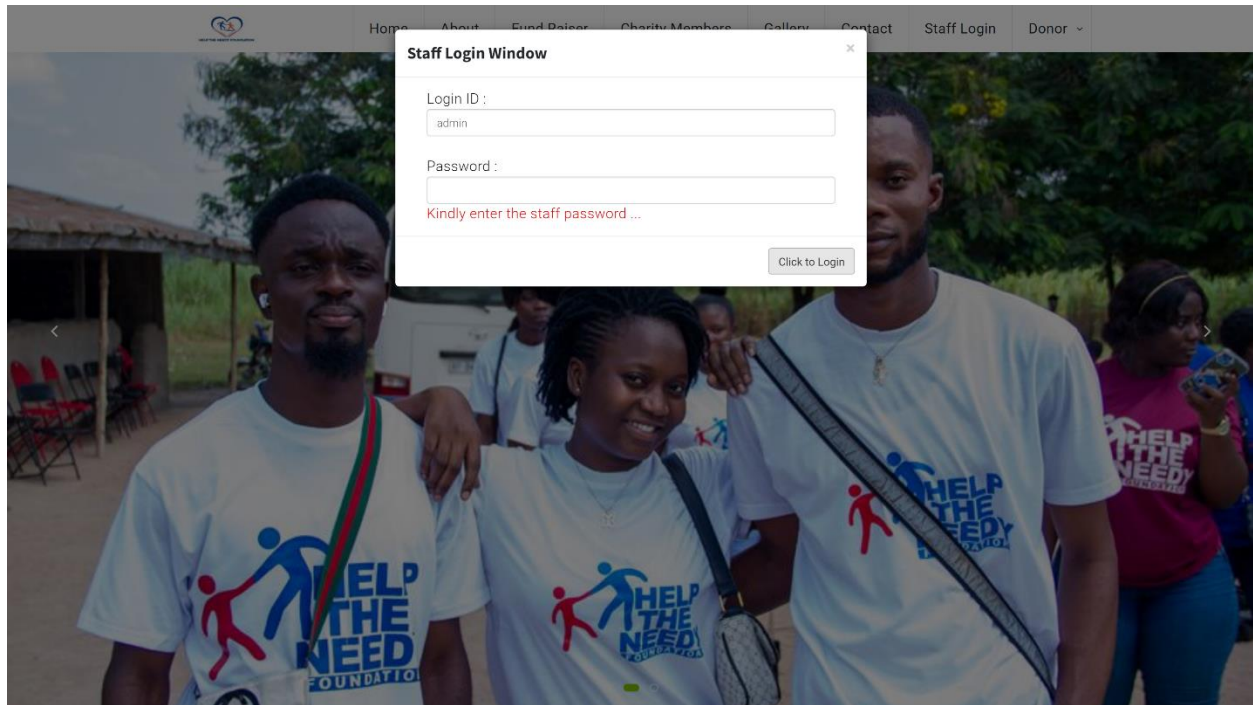 Home About Fund Raiser Charity Members Gallery Contact Staff Login Donor
Staff Login Window
×
Login ID :
admin
Password :
Kindly enter the staff password ...
Click to Login
HELP
THE
NEED
FOUNDATIO
HELP
THE
NEEDY
FOUNDATION
HELP
THE
EEDY
HELP
THE
NEEDY